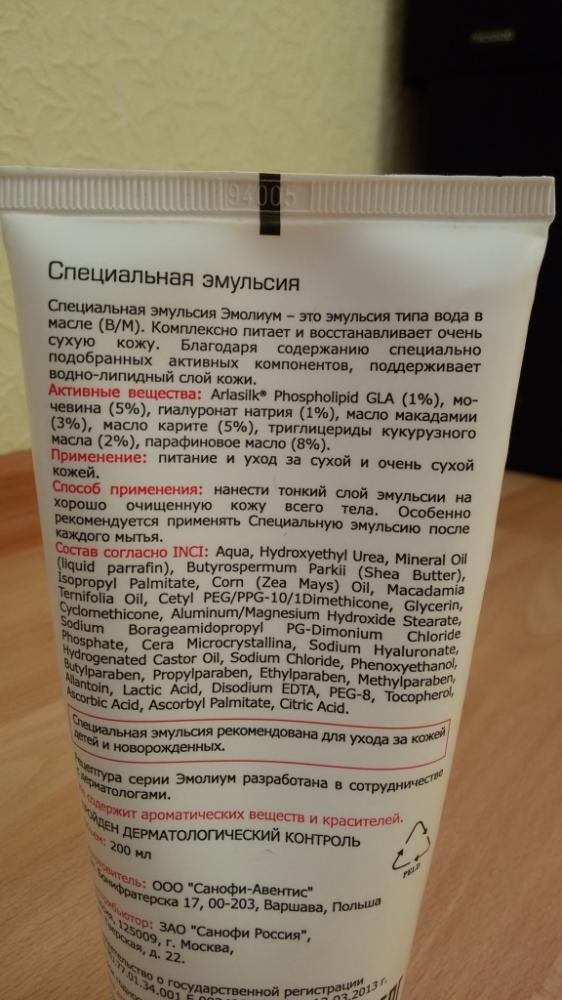 94005
Специальная эмульсия
Специальная эмульсия Эмолиум – это эмульсия типа вода в
масле (В/М). Комплексно питает и восстанавливает очень
сухую кожу. Благодаря содержанию специально
подобранных активных компонентов, поддерживает
водно-липидный слой кожи.
Активные вещества: Arlasilk® Phospholipid GLA (1%), мо-
чевина (5%), гиалуронат натрия (1%), масло макадамии
(3%), масло карите (5%), триглицериды кукурузного
масла (2%), парафиновое масло (8%).
Применение: питание и уход за сухой и очень сухой
кожей.
Способ применения: нанести тонкий слой эмульсии на
хорошо очищенную кожу всего тела. Особенно
рекомендуется применять Специальную эмульсию после
каждого мытья.
Состав согласно INCI: Aqua, Hydroxyethyl Urea, Mineral Oil
(liquid parrafin), Butyrospermum Parkii (Shea Butter),
Isopropyl Palmitate, Corn (Zea Mays) Oil, Macadamia
Ternifolia Oil, Cetyl PEG/PPG-10/1Dimethicone, Glycerin,
Cyclomethicone, Aluminum/Magnesium Hydroxide Stearate,
Sodium Borageamidopropyl PG-Dimonium Chloride
Phosphate, Cera Microcrystallina, Sodium Hyaluronate,
Hydrogenated Castor Oil, Sodium Chloride, Phenoxyethanol,
Butylparaben, Propylparaben, Ethylparaben, Methylparaben,
Allantoin, Lactic Acid, Disodium EDTA, PEG-8, Tocopherol,
Ascorbic Acid, Ascorbyl Palmitate, Citric Acid.
Специальная эмульсия рекомендована для ухода за кожей
детей и новорожденных.
Рецептура серии Эмолиум разработана в сотрудничестве
дерматологами.
содержит ароматических веществ и красителей.
ДЕРМАТОЛОГИЧЕСКИЙ КОНТРОЛЬ
200 мл
PELD
ООО "Санофи-Авентис"
17, 00-203, Варшава, Польша
ЗАО "Санофи Россия",
125009, г. Москва,
д. 22.
о государственной регистрации